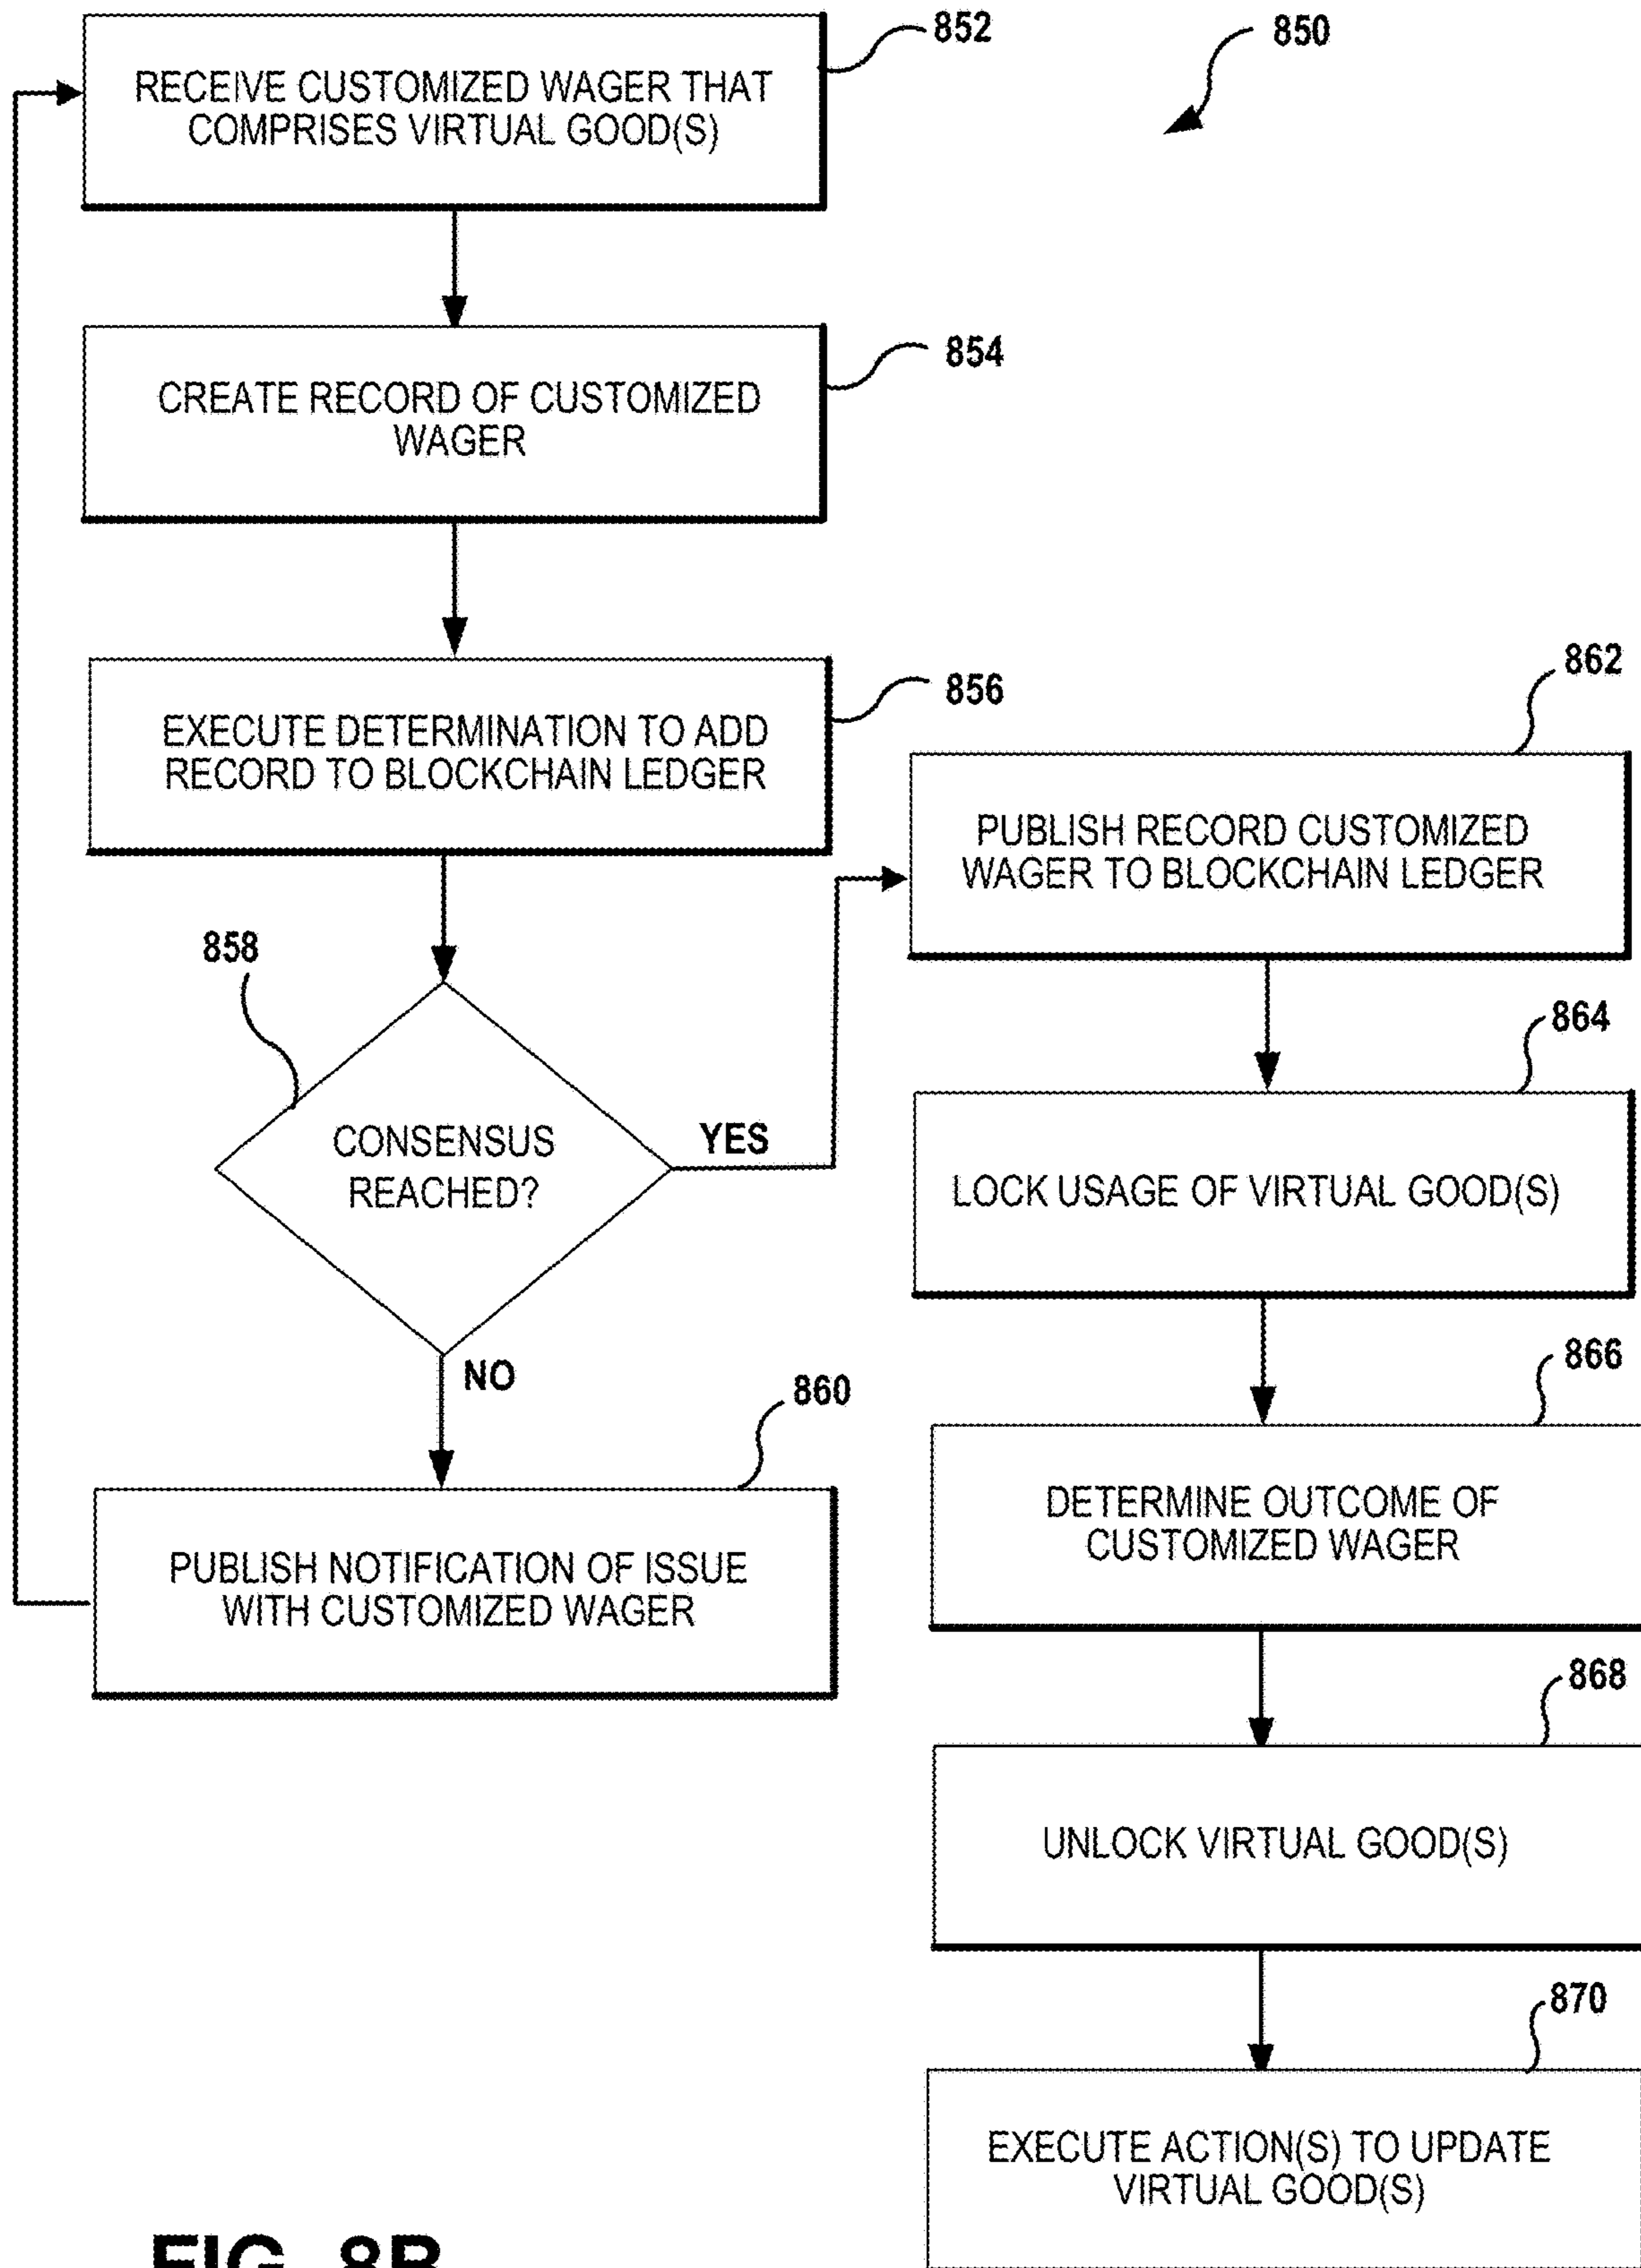 852
850
RECEIVE CUSTOMIZED WAGER THAT
COMPRISES VIRTUAL GOOD(S)
854
CREATE RECORD OF CUSTOMIZED
WAGER
856
EXECUTE DETERMINATION TO ADD
RECORD TO BLOCKCHAIN LEDGER
858
CONSENSUS
REACHED?
YES
NO
860
PUBLISH NOTIFICATION OF ISSUE
WITH CUSTOMIZED WAGER
862
PUBLISH RECORD CUSTOMIZED
WAGER TO BLOCKCHAIN LEDGER
864
LOCK USAGE OF VIRTUAL GOOD(S)
866
DETERMINE OUTCOME OF
CUSTOMIZED WAGER
868
UNLOCK VIRTUAL GOOD(S)
870
EXECUTE ACTION(S) TO UPDATE
VIRTUAL GOOD(S)
FIG. 8B